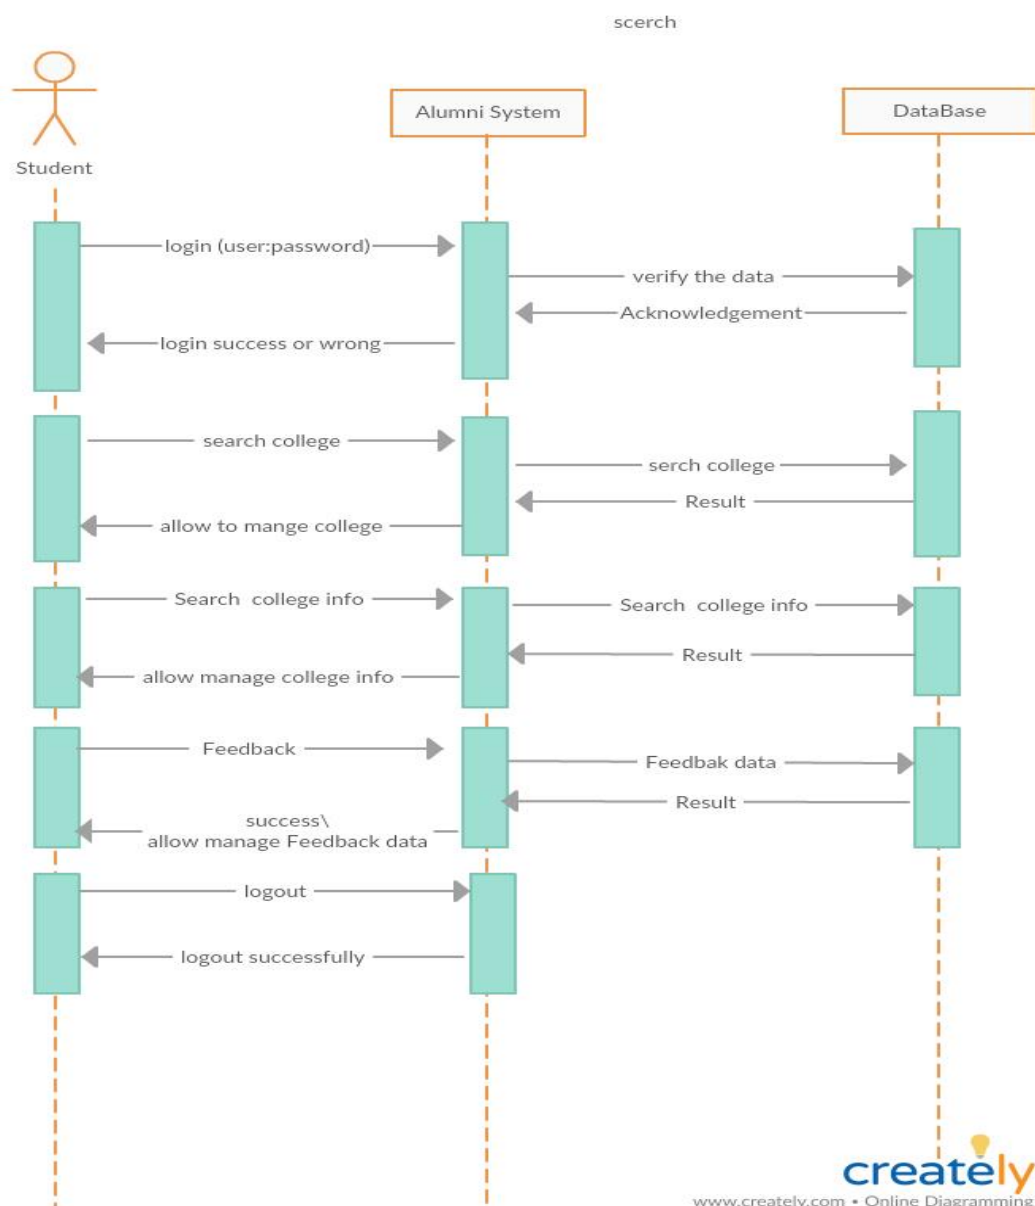 scerch
Student
Alumni System
DataBase
login (user:password)
verify the data
Acknowledgement
login success or wrong
search college
serch college
Result
allow to mange college
Search college info
Search college info
Result
allow manage college info
Feedback
Feedbak data
Result
success\
allow manage Feedback data
logout
logout successfully
creately
www.creately.com • Online Diagramming